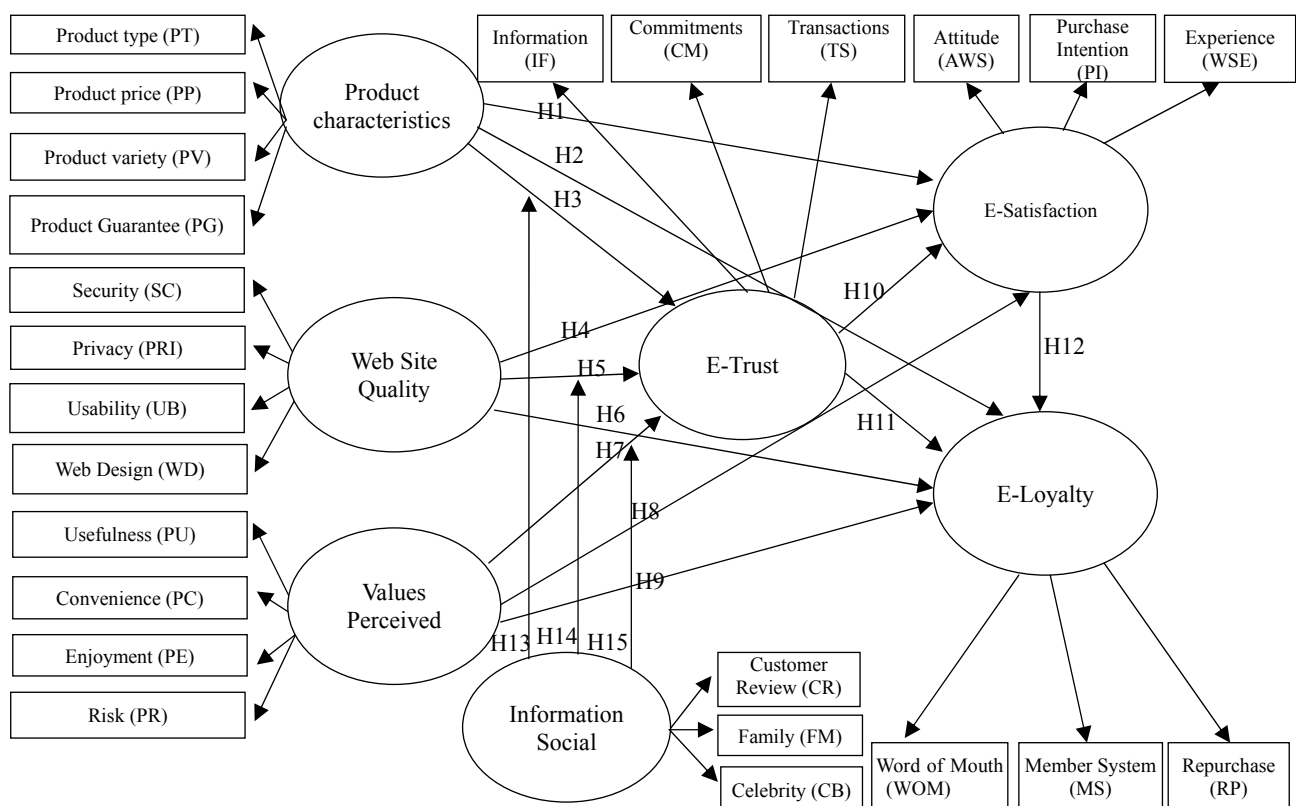 Product type (PT)
Product price (PP)
Product variety (PV)
Product Guarantee (PG)
Security (SC)
Privacy (PRI)
Usability (UB)
Web Design (WD)
Usefulness (PU)
Convenience (PC)
Enjoyment (PE)
Risk (PR)
Product
characteristics
Web Site
Quality
Values
Perceived
Information
(IF)
Commitments
(CM)
Transactions
(TS)
Attitude
(AWS)
Purchase
Intention
(PI)
Experience
(WSE)
H1
H2
H3
H4
H5
H6
H7
H8
H9
H10
H11
H12
H13
H14
H15
E-Trust
E-Satisfaction
E-Loyalty
Information
Social
Customer
Review (CR)
Family (FM)
Celebrity (CB)
Word of Mouth
(WOM)
Member System
(MS)
Repurchase
(RP)